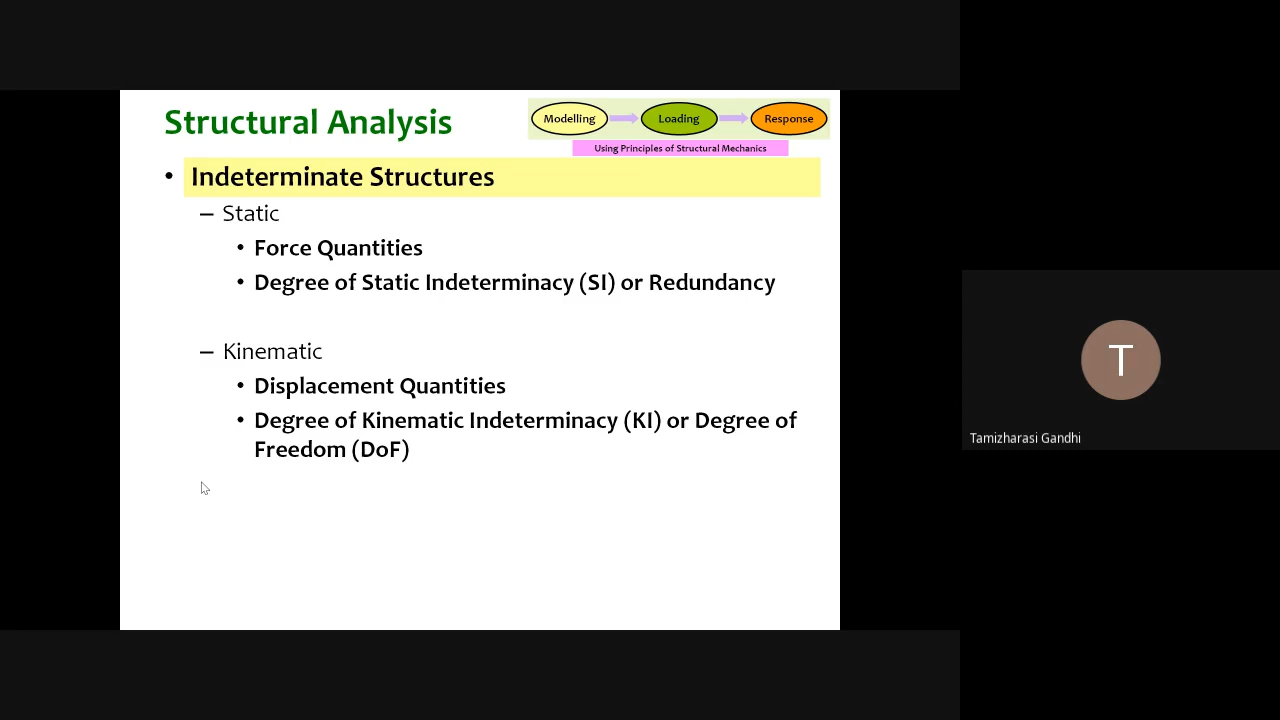 Structural Analysis
Modelling
Loading
Response
Using Principles of Structural Mechanics
• Indeterminate Structures
– Static
• Force Quantities
• Degree of Static Indeterminacy (SI) or Redundancy
– Kinematic
• Displacement Quantities
• Degree of Kinematic Indeterminacy (KI) or Degree of
Freedom (DoF)
T
Tamizharasi Gandhi